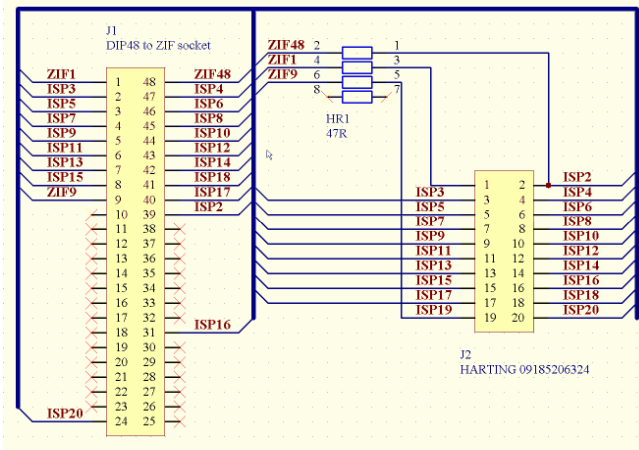 J1
DIP48 to ZIF socket
ZIF1 1 48 ZIF48
ISP3 2 47 ISP4
ISP5 3 46 ISP6
ISP7 4 45 ISP8
ISP9 5 44 ISP10
ISP11 6 43 ISP12
ISP13 7 42 ISP14
ISP15 8 41 ISP18
ZIF9 9 40 ISP17
10 39 ISP2
11 38
12 37
13 36
14 35
15 34
16 33
17 32
18 31 ISP16
19 30
20 29
21 28
22 27
23 26
ISP20 24 25
ZIF48 2 1
ZIF1 4 3
ZIF9 6 5
8 7
HR1
47R
1 2 ISP2
ISP3 3 4 ISP4
ISP5 5 6 ISP6
ISP7 7 8 ISP8
ISP9 9 10 ISP10
ISP11 11 12 ISP12
ISP13 13 14 ISP14
ISP15 15 16 ISP16
ISP17 17 18 ISP18
ISP19 19 20 ISP20
J2
HARTING 09185206324